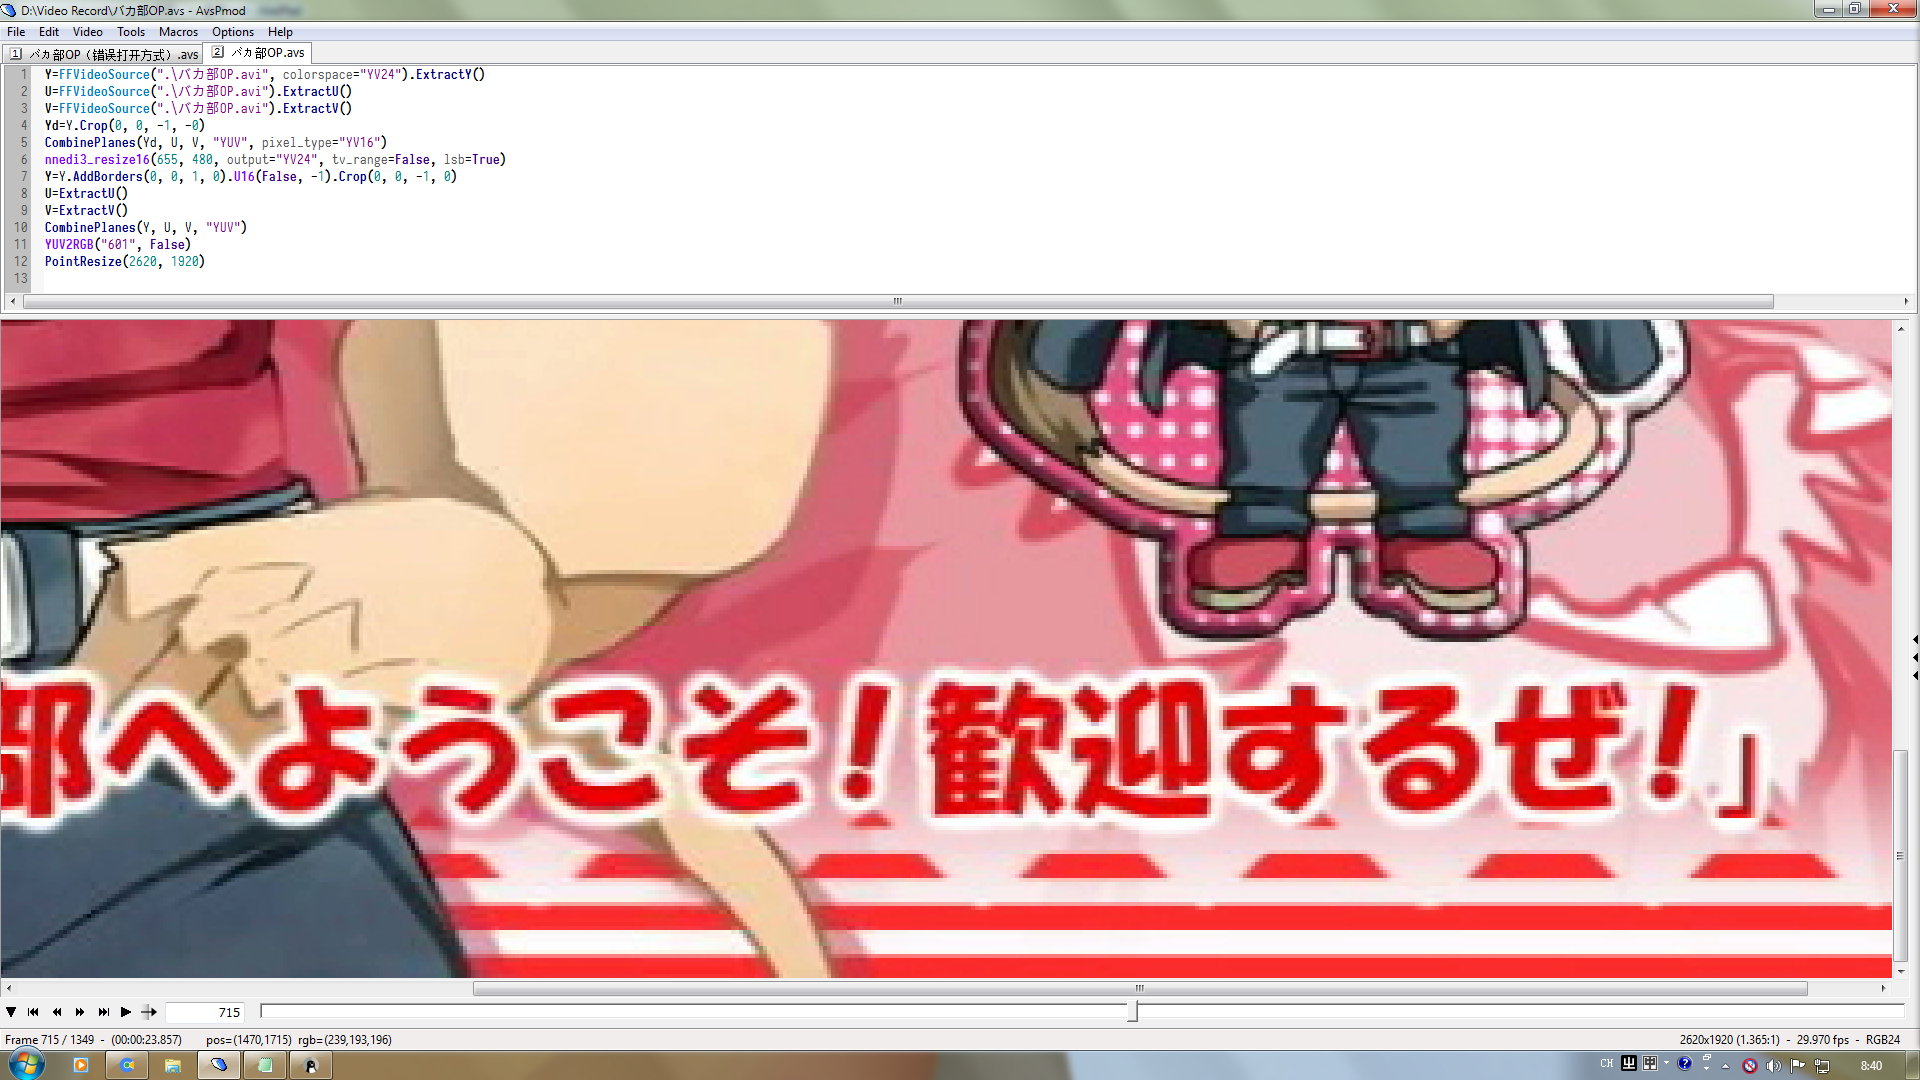 D:\Video Record\バカ部OP.avs - AvsPmod
File Edit Video Tools Macros Options Help
1 バカ部OP（错误打开方式）.avs 2 バカ部OP.avs
1 Y=FFVideoSource(".\バカ部OP.avi", colorspace="YV24").ExtractY()
2 U=FFVideoSource(".\バカ部OP.avi").ExtractU()
3 V=FFVideoSource(".\バカ部OP.avi").ExtractV()
4 Yd=Y.Crop(0, 0, -1, -0)
5 CombinePlanes(Yd, U, V, "YUV", pixel_type="YV16")
6 nnedi3_resize16(655, 480, output="YV24", tv_range=False, lsb=True)
7 Y=Y.AddBorders(0, 0, 1, 0).U16(False, -1).Crop(0, 0, -1, 0)
8 U=ExtractU()
9 V=ExtractV()
10 CombinePlanes(Y, U, V, "YUV")
11 YUV2RGB("601", False)
12 PointResize(2620, 1920)
13
部へようこそ！歓迎するぜ！」
715
Frame 715 / 1349 - (00:00:23.857) pos=(1470,1715) rgb=(239,193,196) 2620x1920 (1.365:1) - 29.970 fps - RGB24
CH 8:40